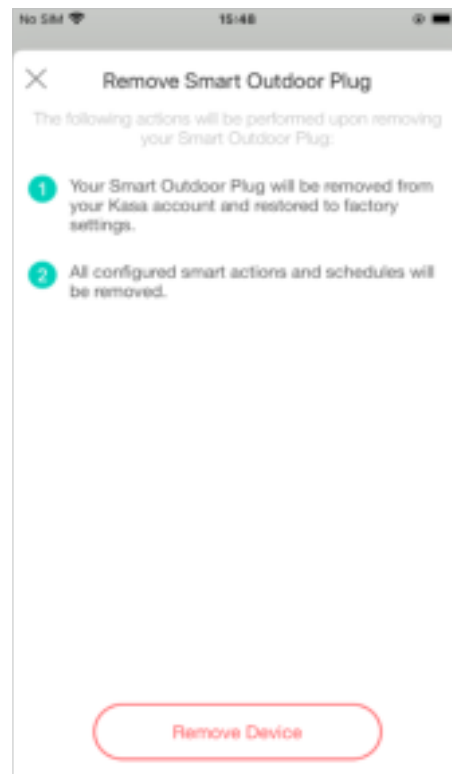 No SIM
15:48
Remove Smart Outdoor Plug
The following actions will be performed upon removing
your Smart Outdoor Plug:
1 Your Smart Outdoor Plug will be removed from
your Kasa account and restored to factory
settings.
2 All configured smart actions and schedules will
be removed.
Remove Device